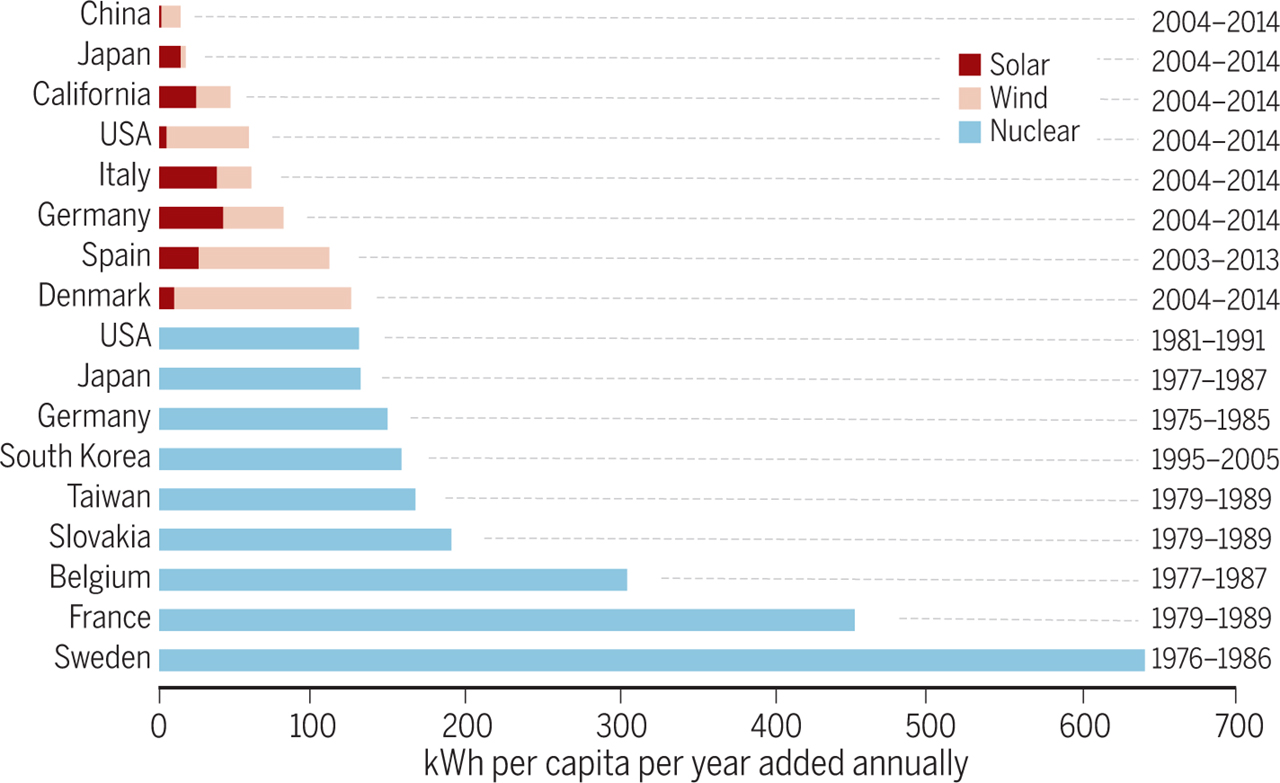 China 2004–2014
Japan 2004–2014
California 2004–2014
USA 2004–2014
Italy 2004–2014
Germany 2004–2014
Spain 2003–2013
Denmark 2004–2014
USA 1981–1991
Japan 1977–1987
Germany 1975–1985
South Korea 1995–2005
Taiwan 1979–1989
Slovakia 1979–1989
Belgium 1977–1987
France 1979–1989
Sweden 1976–1986
Solar
Wind
Nuclear
0 100 200 300 400 500 600 700
kWh per capita per year added annually